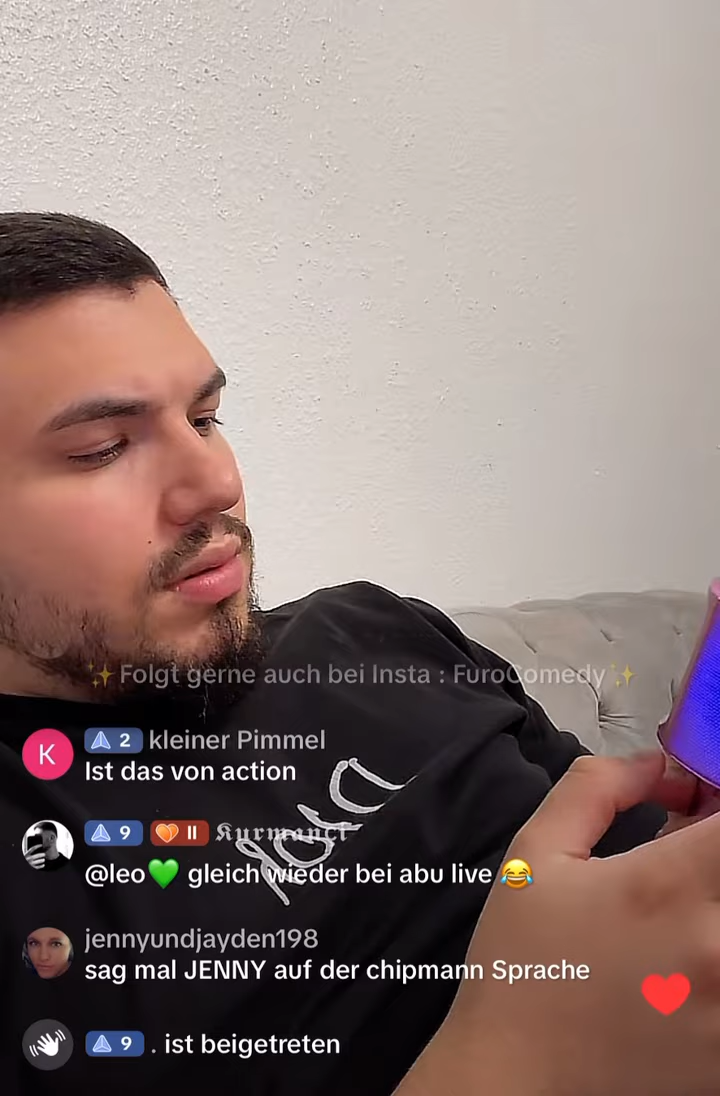 ✨Folgt gerne auch bei Insta : FuroComedy✨
K
2 kleiner Pimmel
Ist das von action
9 II 𝕶𝖚𝖗𝖒𝖆𝖓𝖈𝖎
@leo💚 gleich wieder bei abu live 😂
jennyundjayden198
sag mal JENNY auf der chipmann Sprache
9 . ist beigetreten